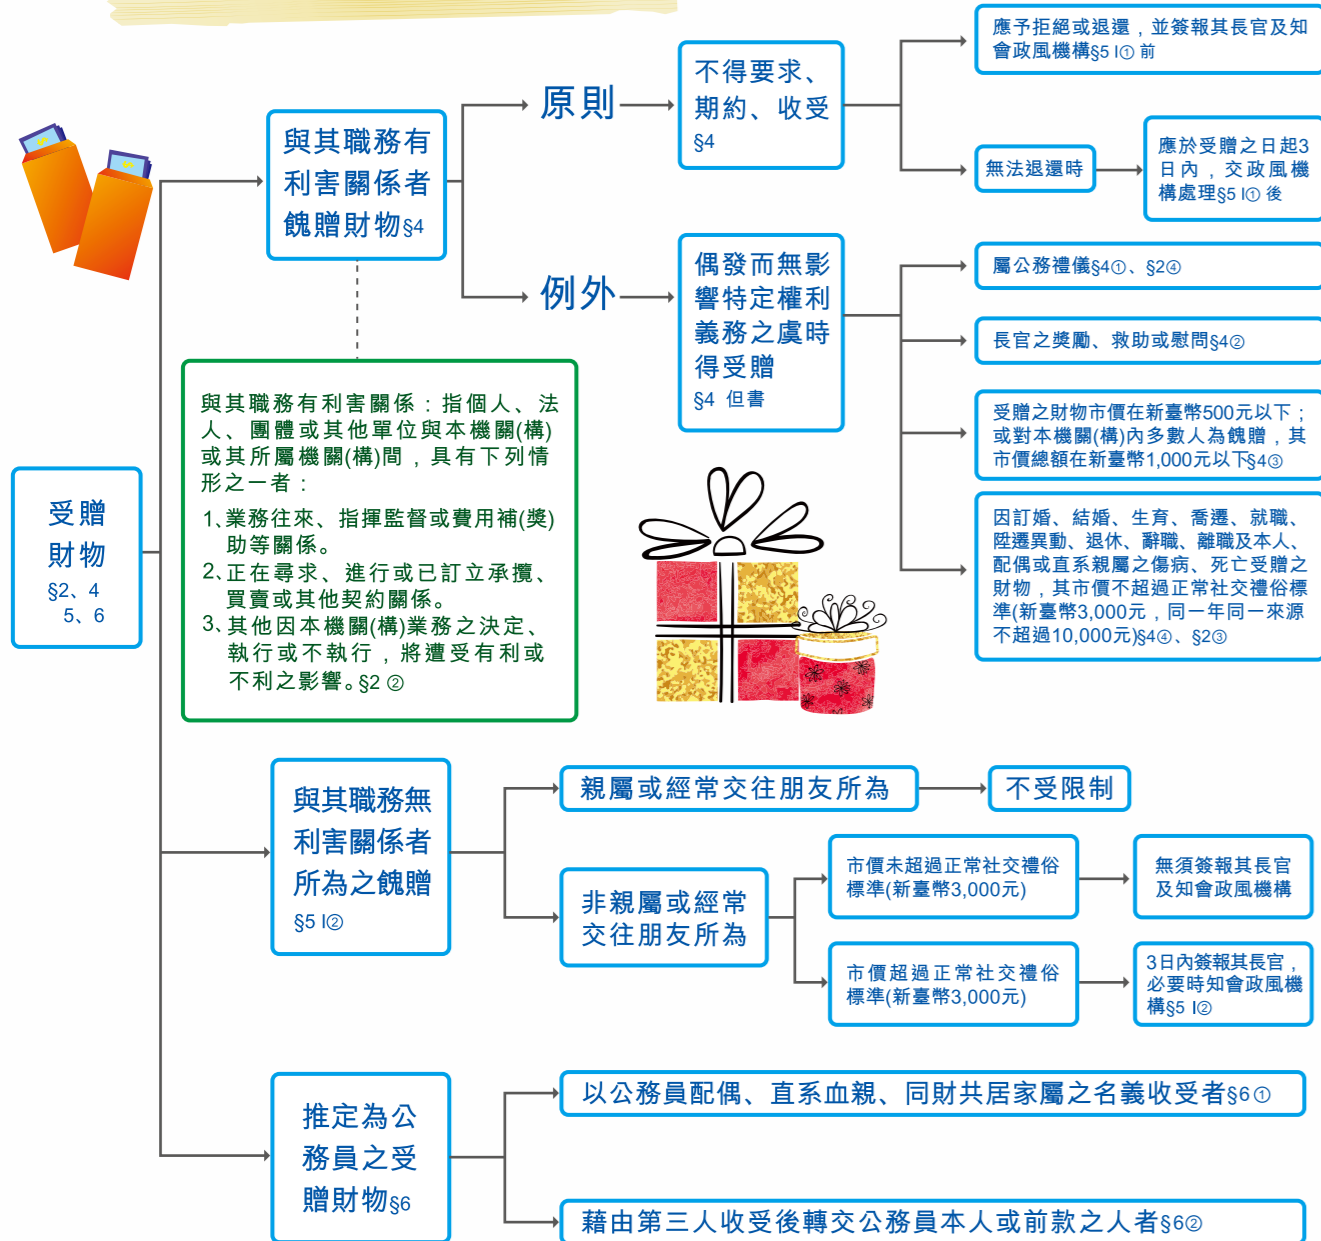 受贈
財物
§2、4
5、6
與其職務有
利害關係者
餽贈財物§4
原則
不得要求、
期約、收受
§4
應予拒絕或退還，並簽報其長官及知
會政風機構§5 I① 前
無法退還時
應於受贈之日起3
日內，交政風機
構處理§5 I① 後
例外
偶發而無影
響特定權利
義務之虞時
得受贈
§4 但書
屬公務禮儀§4①、§2④
長官之獎勵、救助或慰問§4②
受贈之財物市價在新臺幣500元以下；
或對本機關(構)內多數人為餽贈，其
市價總額在新臺幣1,000元以下§4③
因訂婚、結婚、生育、喬遷、就職、
陞遷異動、退休、辭職、離職及本人、
配偶或直系親屬之傷病、死亡受贈之
財物，其市價不超過正常社交禮俗標
準(新臺幣3,000元，同一年同一來源
不超過10,000元)§4④、§2③
與其職務有利害關係：指個人、法
人、團體或其他單位與本機關(構)
或其所屬機關(構)間，具有下列情
形之一者：
1、業務往來、指揮監督或費用補(獎)
助等關係。
2、正在尋求、進行或已訂立承攬、
買賣或其他契約關係。
3、其他因本機關(構)業務之決定、
執行或不執行，將遭受有利或
不利之影響。§2 ②
與其職務無
利害關係者
所為之餽贈
§5 I②
親屬或經常交往朋友所為
不受限制
非親屬或經常
交往朋友所為
市價未超過正常社交禮俗
標準(新臺幣3,000元)
無須簽報其長官
及知會政風機構
市價超過正常社交禮俗
標準(新臺幣3,000元)
3日內簽報其長官，
必要時知會政風機
構§5 I②
推定為公
務員之受
贈財物§6
以公務員配偶、直系血親、同財共居家屬之名義收受者§6①
藉由第三人收受後轉交公務員本人或前款之人者§6②